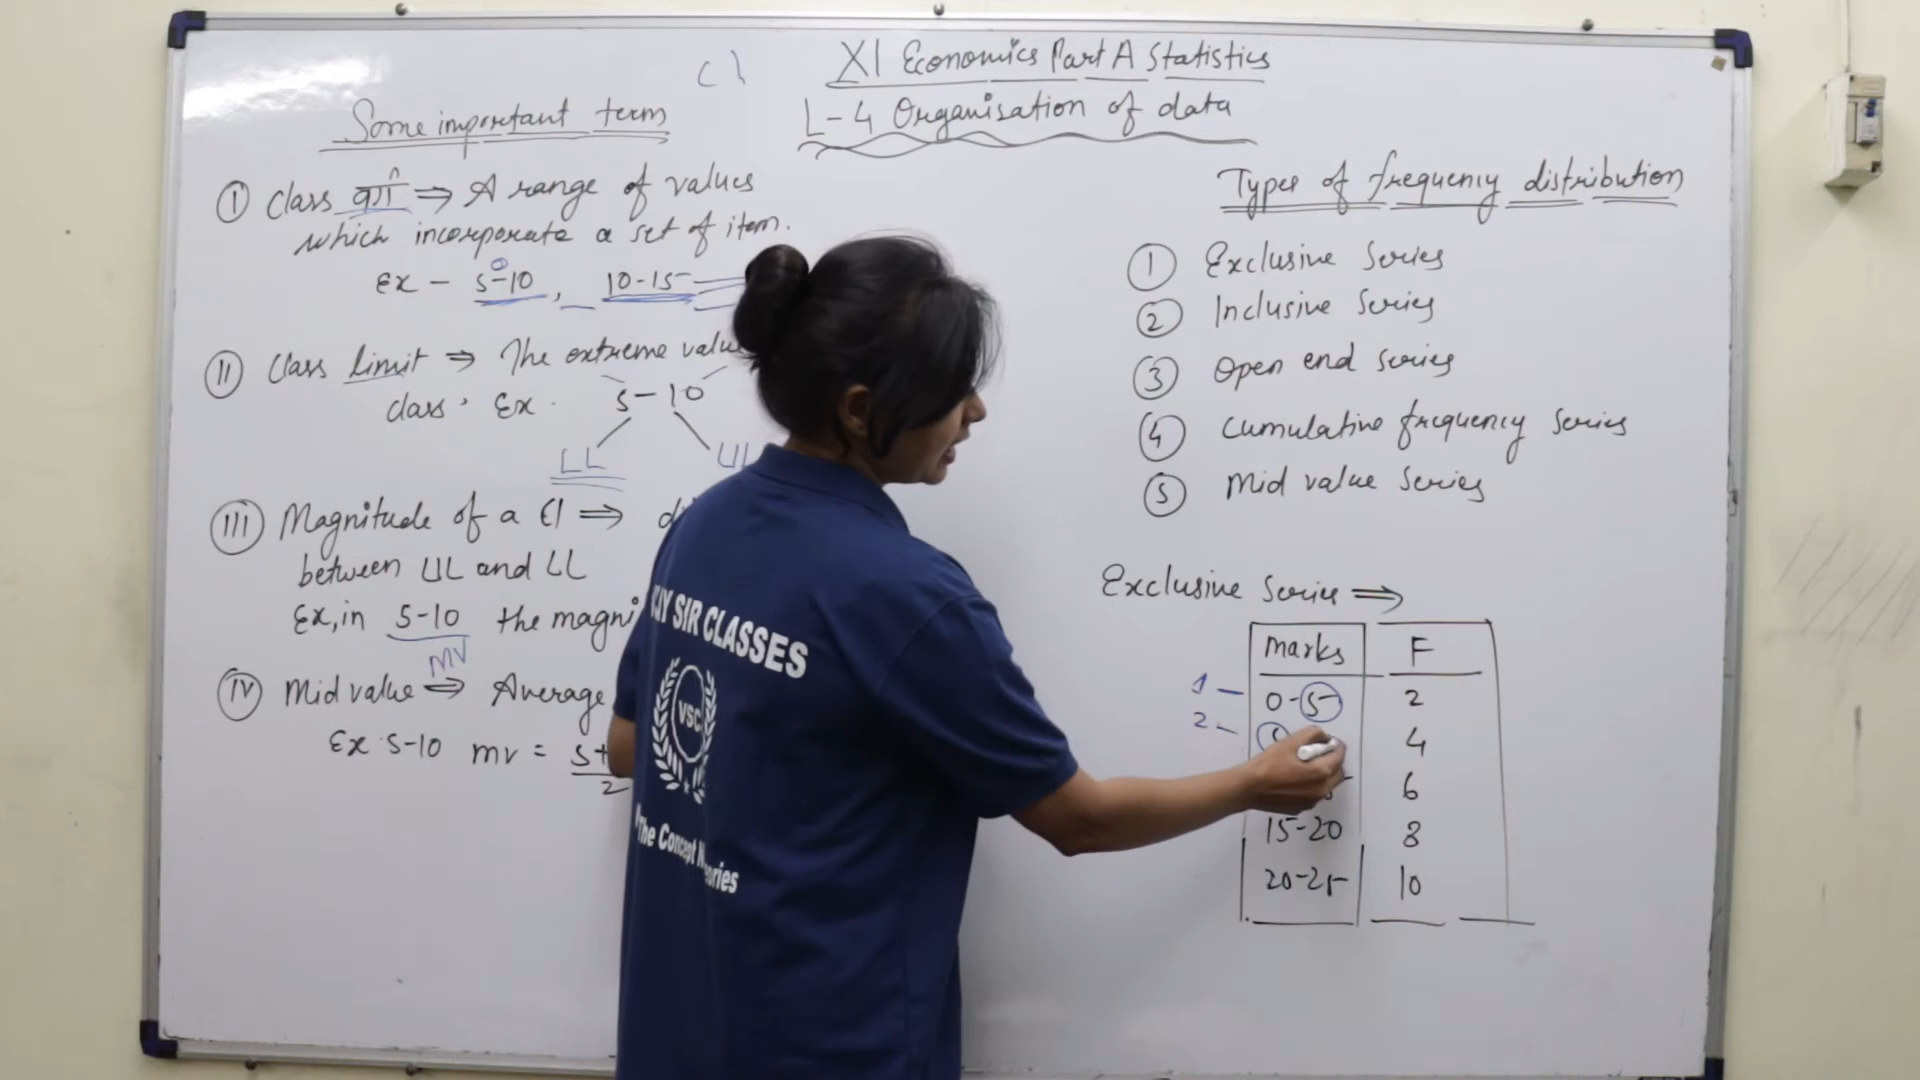 XI Economics Part A Statistics
L-4 Organisation of data
Some important term
I Class वर्ग ⇒ A range of values
which incorporate a set of item.
Ex - 5-10, 10-15
II Class limit ⇒ The extreme value
class. Ex. 5-10
LL UL
III Magnitude of a CI ⇒
between UL and LL
Ex, in 5-10 the magni
MV
IV Mid value ⇒ Average
Ex. 5-10 mv = 5+
2
Types of frequency distribution
1 Exclusive Series
2 Inclusive Series
3 Open end series
4 Cumulative frequency Series
5 Mid value Series
Exclusive Series ⇒
Marks F
1 - 0-5 2
2 - 5 4
6
15-20 8
20-25 10
SIR CLASSES
VSC
The Concept